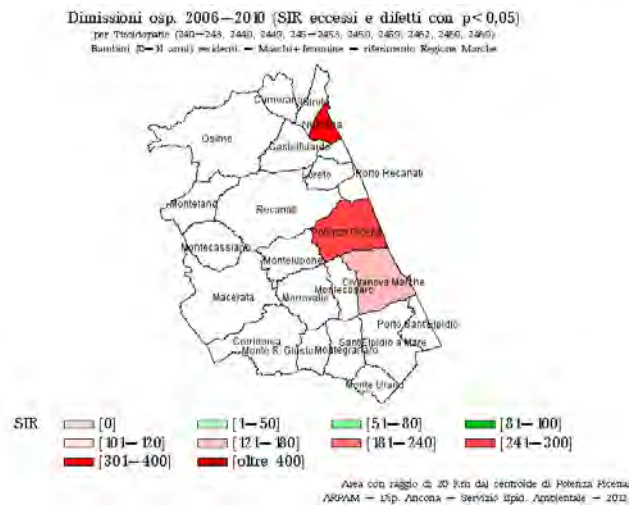 Dimissioni osp. 2006—2010 (SIR eccessi e difetti con p<0,05)
per Tireopatie (240—243, 2440, 2449, 245—2453, 2458, 2459, 2462, 2468, 2469)
Bambini (0—14 anni) residenti — Maschi+femmine — riferimento Regione Marche
Camerano
Sirolo
Numana
Osimo
Castelfidardo
Loreto
Porto Recanati
Montefano
Recanati
Potenza Picena
Montecassiano
Montelupone
Civitanova Marche
Montecosaro
Macerata
Morrovalle
Porto Sant'Elpidio
Corridonia
Sant'Elpidio a Mare
Monte S. Giusto
Montegranaro
Monte Urano
SIR [0] [1—50] [51—80] [81—100]
[101—120] [121—180] [181—240] [241—300]
[301—400] [oltre 400]
Area con raggio di 20 Km dal centroide di Potenza Picena
ARPAM — Dip. Ancona — Servizio Epid. Ambientale — 2012